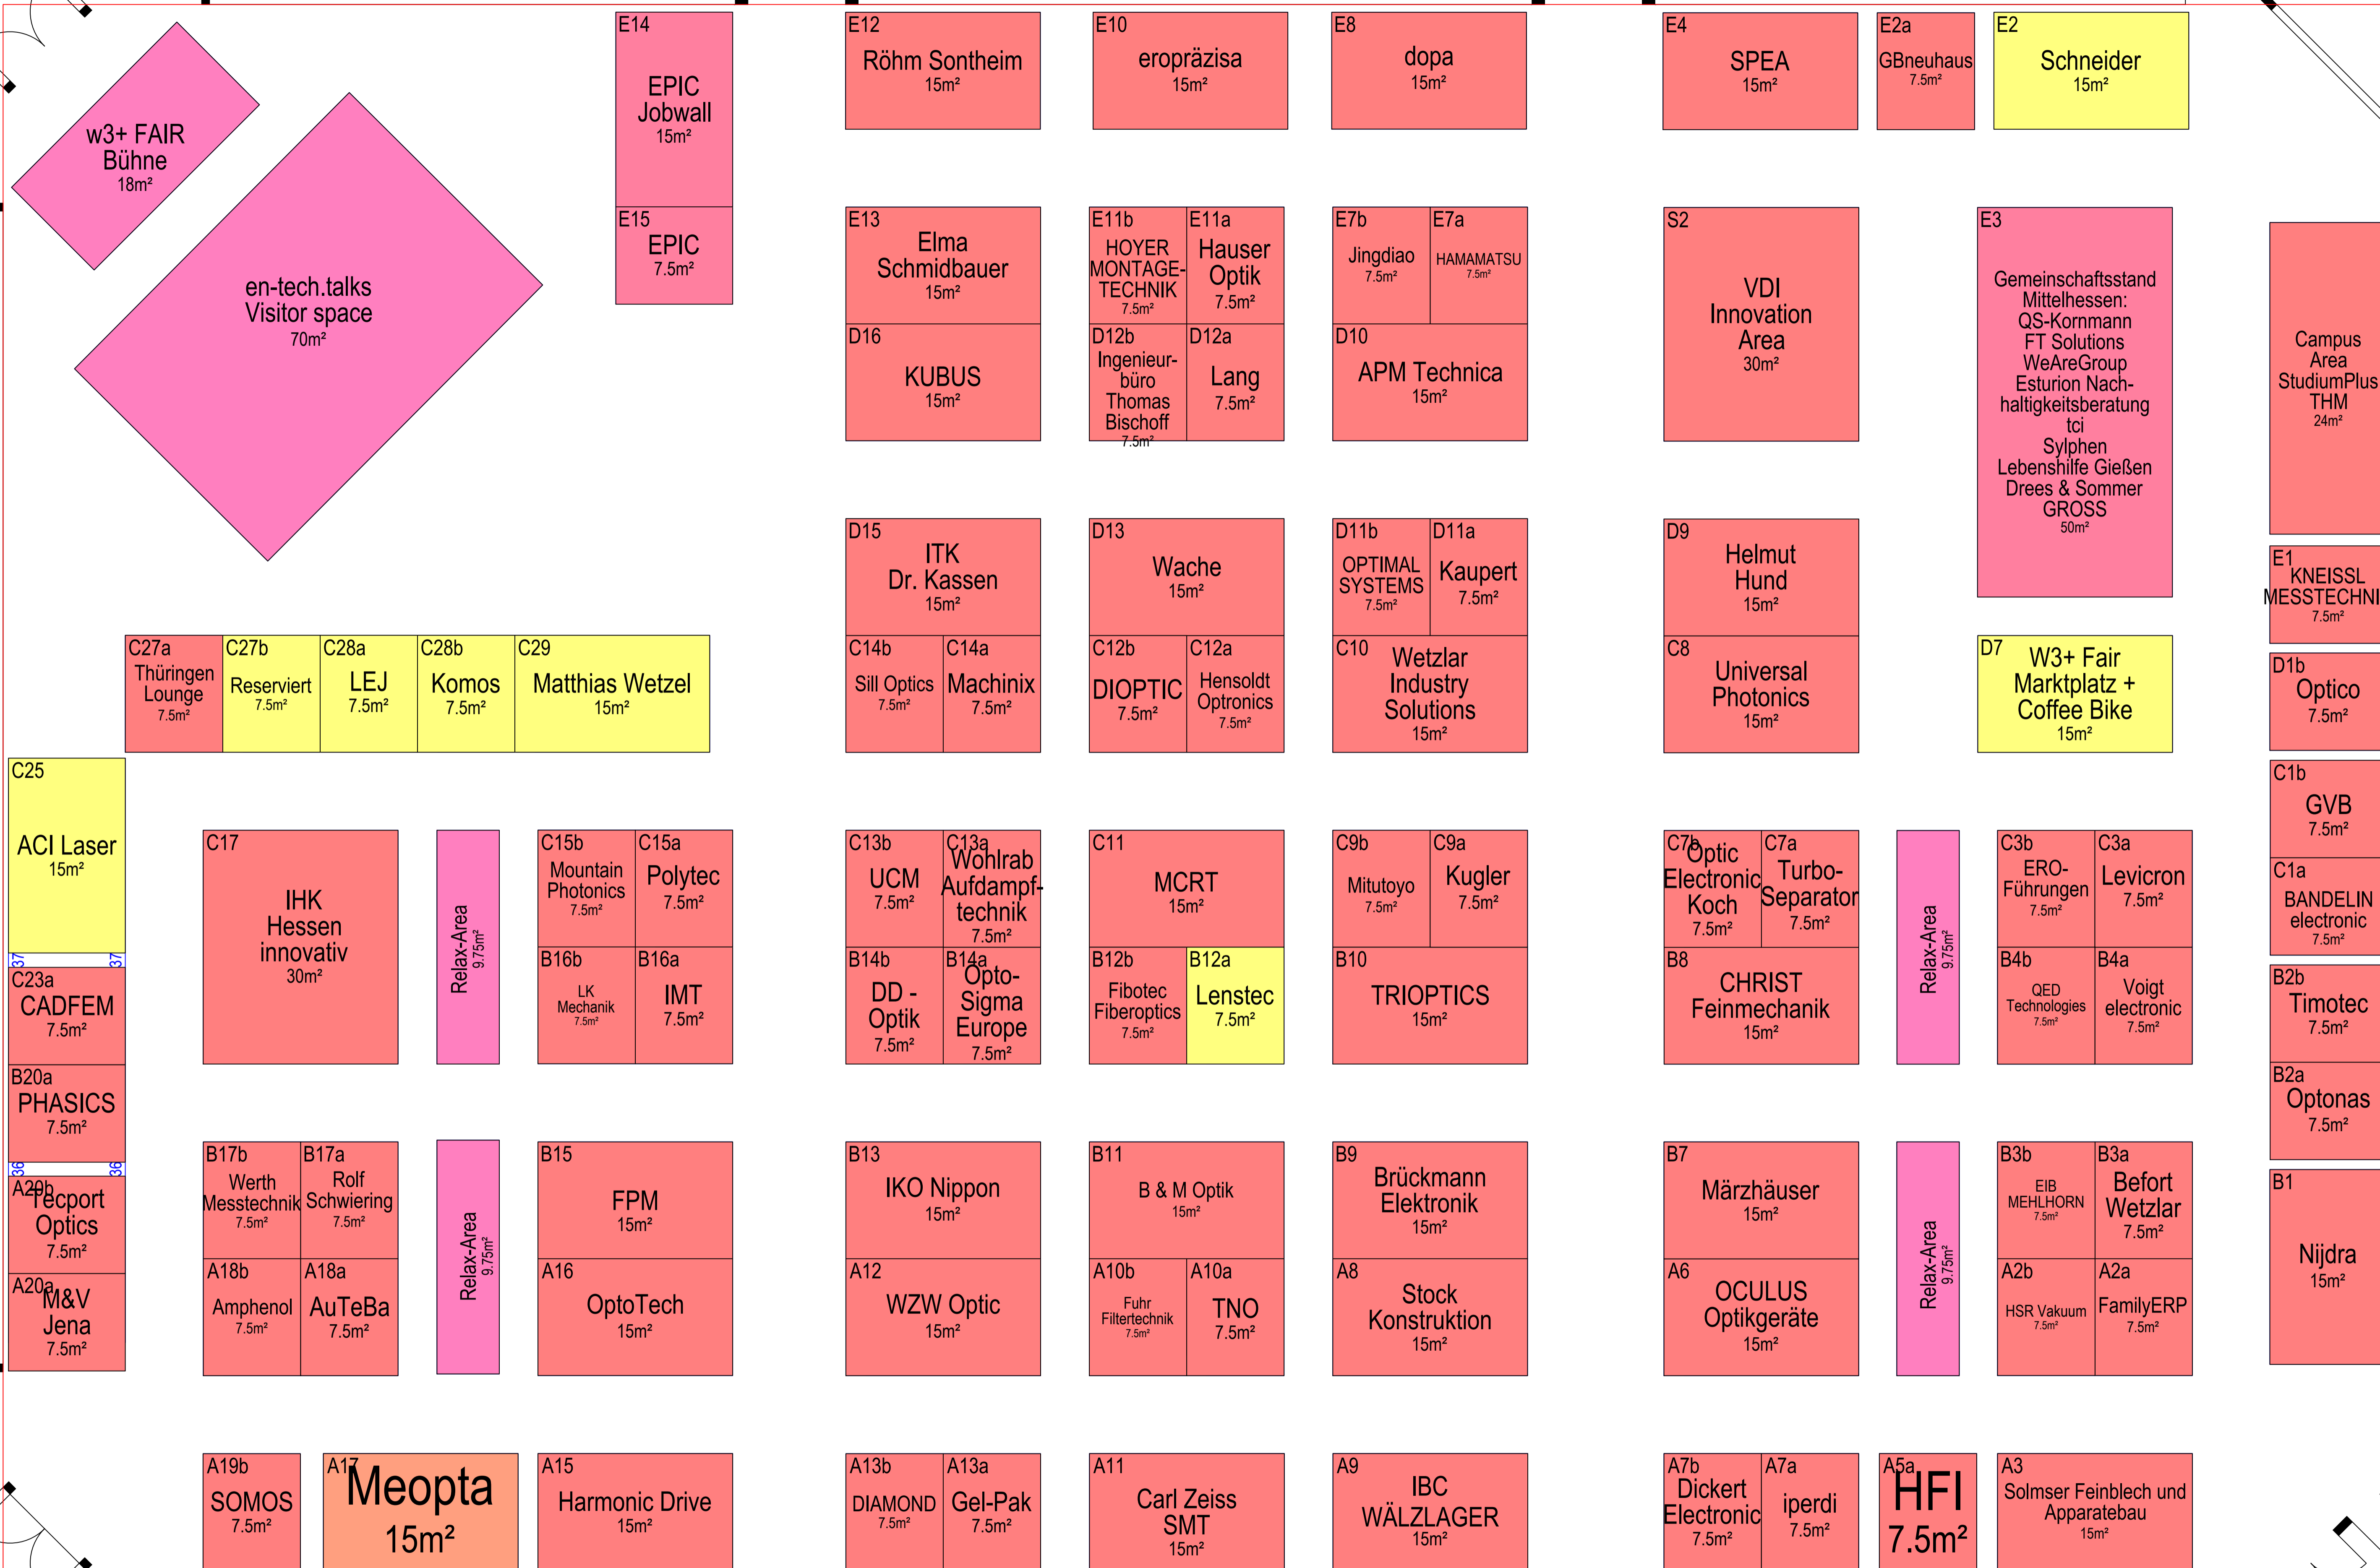 w3+ FAIR
Bühne
18m²
en-tech.talks
Visitor space
70m²
E14
EPIC
Jobwall
15m²
E15
EPIC
7.5m²
E12
Röhm Sontheim
15m²
E10
eropräzisa
15m²
E8
dopa
15m²
E4
SPEA
15m²
E2a
GBneuhaus
7.5m²
E2
Schneider
15m²
E13
Elma
Schmidbauer
15m²
D16
KUBUS
15m²
E11b
HOYER
MONTAGE-
TECHNIK
7.5m²
E11a
Hauser
Optik
7.5m²
D12b
Ingenieur-
büro
Thomas
Bischoff
7.5m²
D12a
Lang
7.5m²
E7b
Jingdiao
7.5m²
E7a
HAMAMATSU
7.5m²
D10
APM Technica
15m²
S2
VDI
Innovation
Area
30m²
E3
Gemeinschaftsstand
Mittelhessen:
QS-Kornmann
FT Solutions
WeAreGroup
Esturion Nach-
haltigkeitsberatung
tci
Sylphen
Lebenshilfe Gießen
Drees & Sommer
GROSS
50m²
Campus
Area
StudiumPlus
THM
24m²
D15
ITK
Dr. Kassen
15m²
C14b
Sill Optics
7.5m²
C14a
Machinix
7.5m²
D13
Wache
15m²
C12b
DIOPTIC
7.5m²
C12a
Hensoldt
Optronics
7.5m²
D11b
OPTIMAL
SYSTEMS
7.5m²
D11a
Kaupert
7.5m²
C10
Wetzlar
Industry
Solutions
15m²
D9
Helmut
Hund
15m²
C8
Universal
Photonics
15m²
D7
W3+ Fair
Marktplatz +
Coffee Bike
15m²
E1
KNEISSL
MESSTECHNI
7.5m²
D1b
Optico
7.5m²
C27a
Thüringen
Lounge
7.5m²
C27b
Reserviert
7.5m²
C28a
LEJ
7.5m²
C28b
Komos
7.5m²
C29
Matthias Wetzel
15m²
C25
ACI Laser
15m²
37
37
C23a
CADFEM
7.5m²
B20a
PHASICS
7.5m²
36
36
A20b
Tecport
Optics
7.5m²
A20a
M&V
Jena
7.5m²
C17
IHK
Hessen
innovativ
30m²
Relax-Area
9.75m²
C15b
Mountain
Photonics
7.5m²
C15a
Polytec
7.5m²
B16b
LK
Mechanik
7.5m²
B16a
IMT
7.5m²
C13b
UCM
7.5m²
C13a
Wohlrab
Aufdampf-
technik
7.5m²
B14b
DD -
Optik
7.5m²
B14a
Opto-
Sigma
Europe
7.5m²
C11
MCRT
15m²
B12b
Fibotec
Fiberoptics
7.5m²
B12a
Lenstec
7.5m²
C9b
Mitutoyo
7.5m²
C9a
Kugler
7.5m²
B10
TRIOPTICS
15m²
C7b
Optic
Electronic
Koch
7.5m²
C7a
Turbo-
Separator
7.5m²
B8
CHRIST
Feinmechanik
15m²
Relax-Area
9.75m²
C3b
ERO-
Führungen
7.5m²
C3a
Levicron
7.5m²
B4b
QED
Technologies
7.5m²
B4a
Voigt
electronic
7.5m²
C1b
GVB
7.5m²
C1a
BANDELIN
electronic
7.5m²
B2b
Timotec
7.5m²
B2a
Optonas
7.5m²
B17b
Werth
Messtechnik
7.5m²
B17a
Rolf
Schwiering
7.5m²
A18b
Amphenol
7.5m²
A18a
AuTeBa
7.5m²
Relax-Area
9.75m²
B15
FPM
15m²
A16
OptoTech
15m²
B13
IKO Nippon
15m²
A12
WZW Optic
15m²
B11
B & M Optik
15m²
A10b
Fuhr
Filtertechnik
7.5m²
A10a
TNO
7.5m²
B9
Brückmann
Elektronik
15m²
A8
Stock
Konstruktion
15m²
B7
Märzhäuser
15m²
A6
OCULUS
Optikgeräte
15m²
Relax-Area
9.75m²
B3b
EIB
MEHLHORN
7.5m²
B3a
Befort
Wetzlar
7.5m²
A2b
HSR Vakuum
7.5m²
A2a
FamilyERP
7.5m²
B1
Nijdra
15m²
A19b
SOMOS
7.5m²
A17
Meopta
15m²
A15
Harmonic Drive
15m²
A13b
DIAMOND
7.5m²
A13a
Gel-Pak
7.5m²
A11
Carl Zeiss
SMT
15m²
A9
IBC
WÄLZLAGER
15m²
A7b
Dickert
Electronic
7.5m²
A7a
iperdi
7.5m²
A5a
HFI
7.5m²
A3
Solmser Feinblech und
Apparatebau
15m²